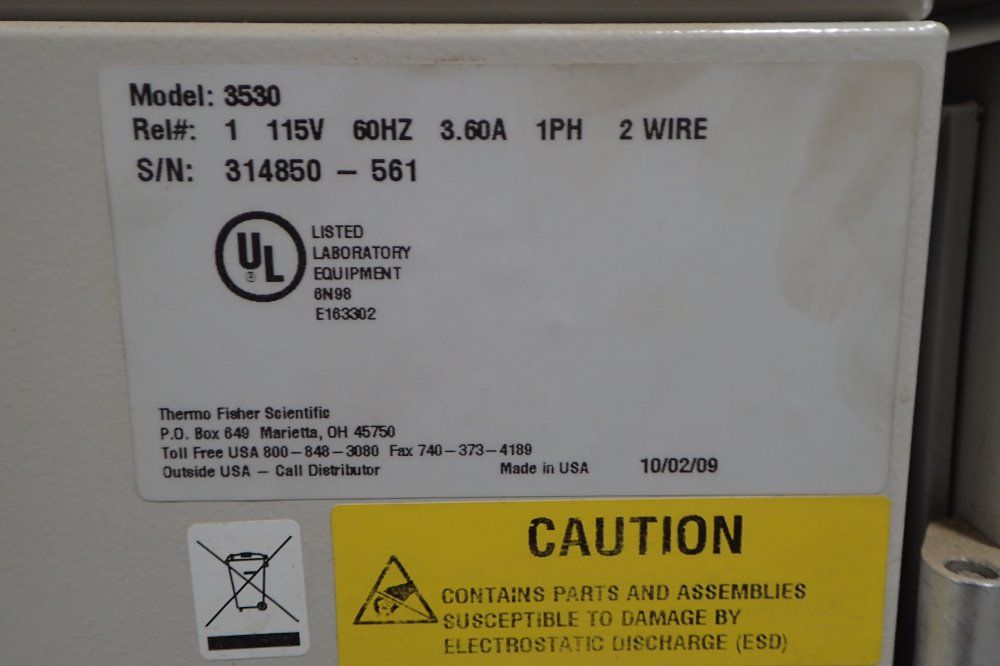 Model: 3530
Rel#: 1 115V 60HZ 3.60A 1PH 2 WIRE
S/N: 314850 – 561
UL
®
LISTED
LABORATORY
EQUIPMENT
6N98
E163302
Thermo Fisher Scientific
P.O. Box 649 Marietta, OH 45750
Toll Free USA 800–848–3080 Fax 740–373–4189
Outside USA – Call Distributor Made in USA 10/02/09
CAUTION
CONTAINS PARTS AND ASSEMBLIES
SUSCEPTIBLE TO DAMAGE BY
ELECTROSTATIC DISCHARGE (ESD)